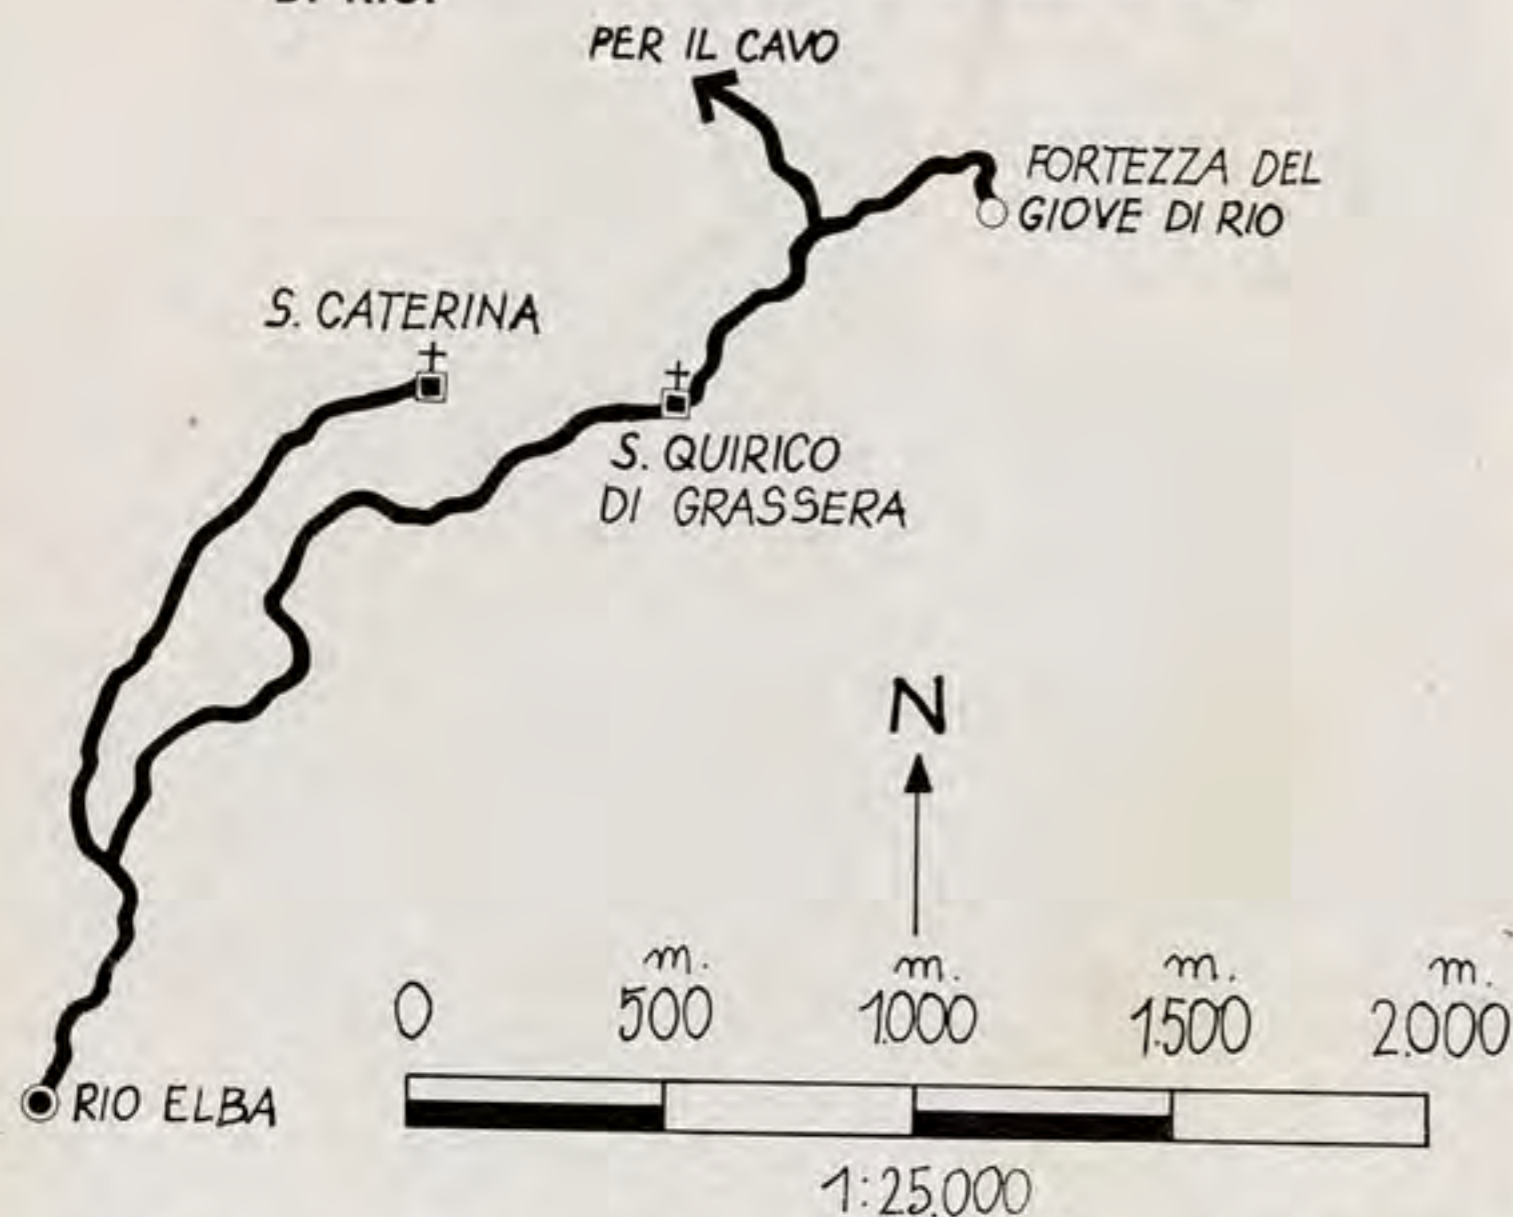 PER IL CAVO
FORTEZZA DEL
GIOVE DI RIO
S. CATERINA
S. QUIRICO
DI GRASSERA
N
m. m. m. m.
0 500 1.000 1.500 2.000
RIO ELBA
1:25.000